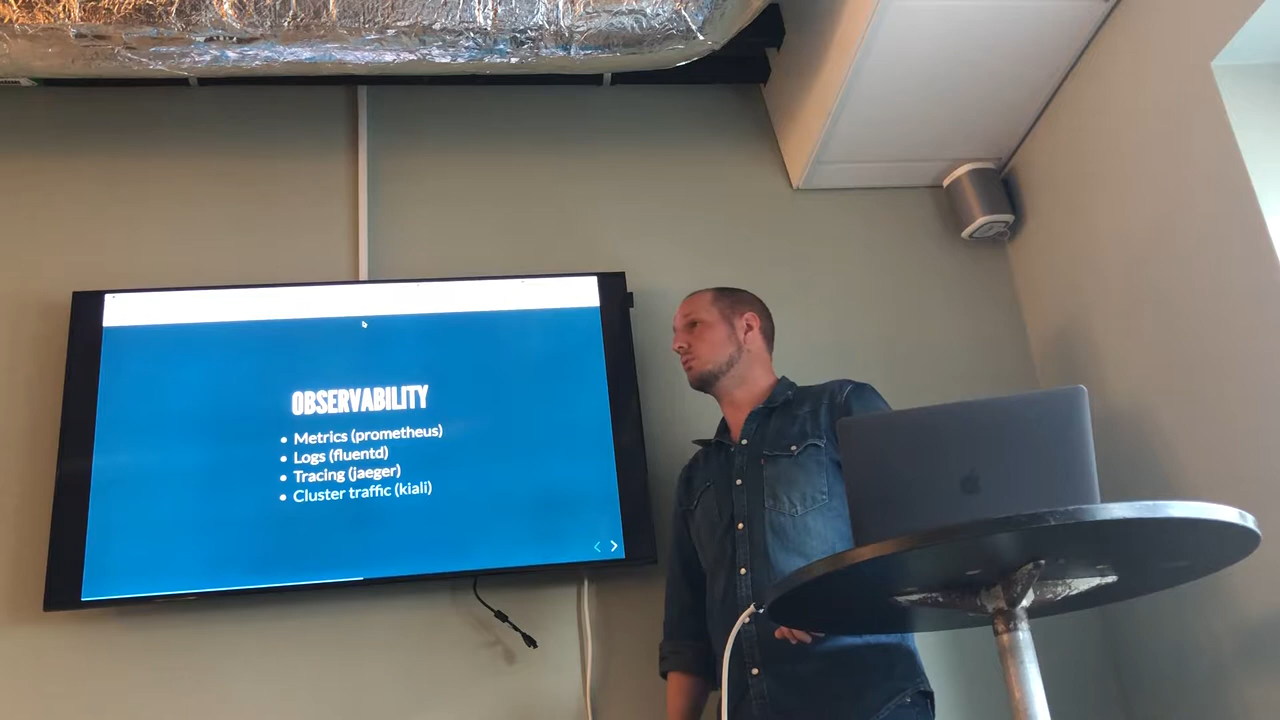 OBSERVABILITY
• Metrics (prometheus)
• Logs (fluentd)
• Tracing (jaeger)
• Cluster traffic (kiali)